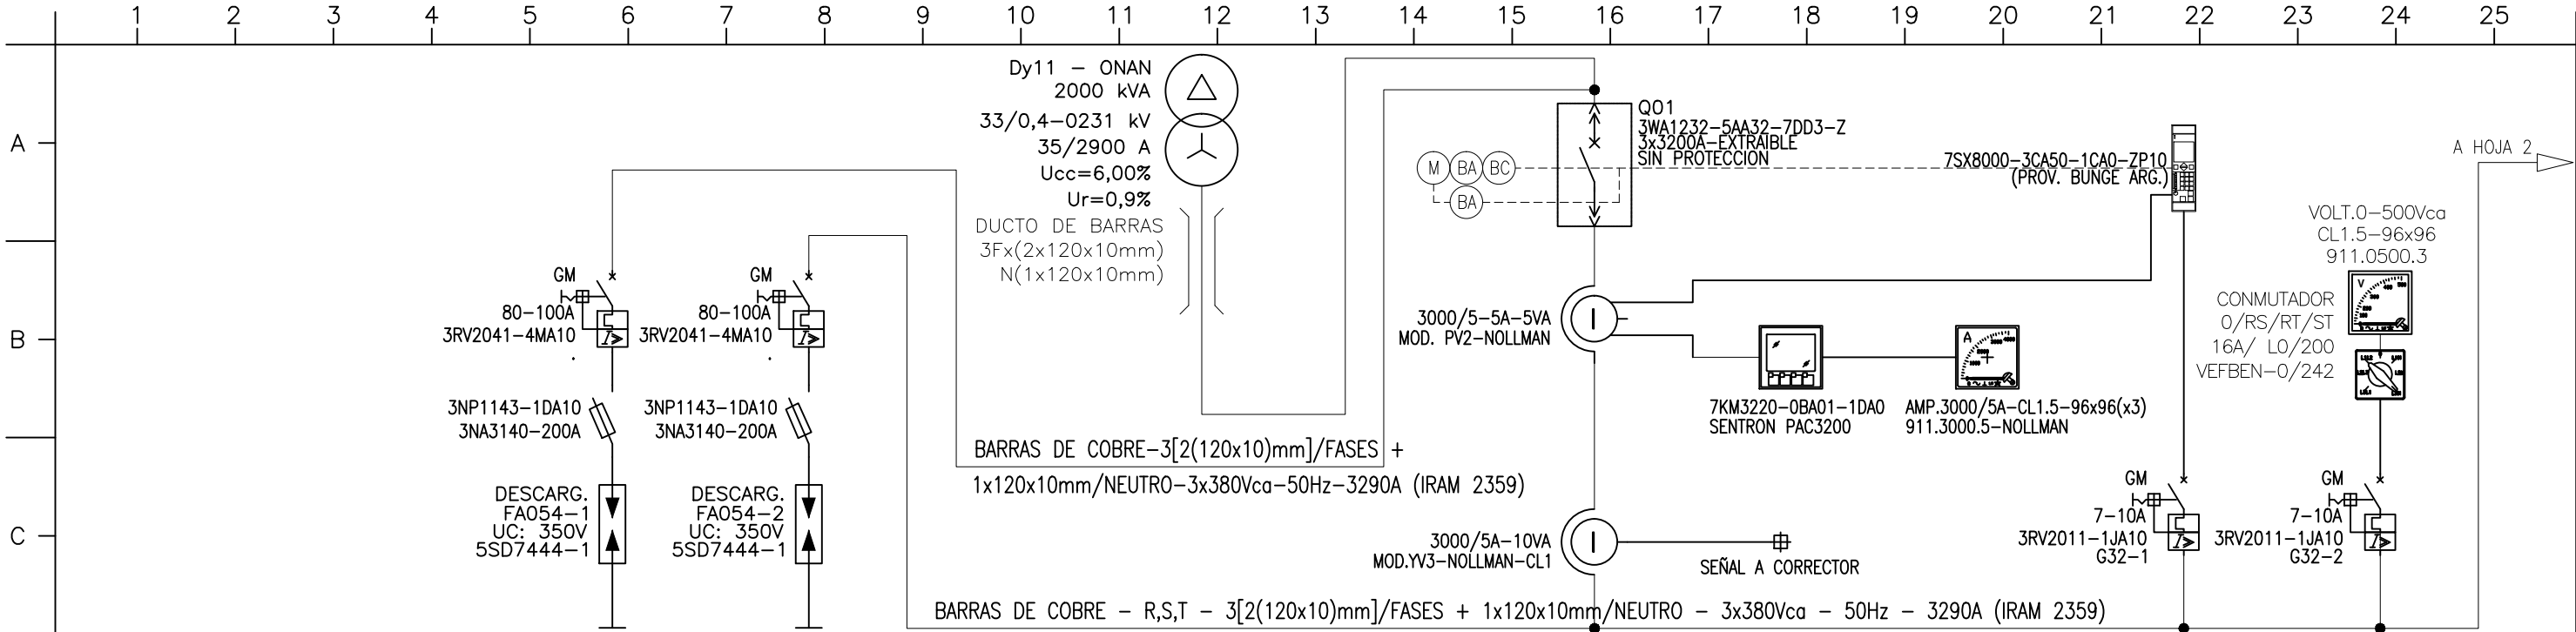 1 2 3 4 5 6 7 8 9 10 11 12 13 14 15 16 17 18 19 20 21 22 23 24 25
A
B
C
Dy11 – ONAN
2000 kVA
33/0,4–0231 kV
35/2900 A
Ucc=6,00%
Ur=0,9%
DUCTO DE BARRAS
3Fx(2x120x10mm)
N(1x120x10mm)
Q01
3WA1232-5AA32-7DD3-Z
3x3200A-EXTRAIBLE
SIN PROTECCION
M BA BC
BA
7SX8000-3CA50-1CA0-ZP10
(PROV. BUNGE ARG.)
A HOJA 2
VOLT.0-500Vca
CL1.5-96x96
911.0500.3
V
CONMUTADOR
0/RS/RT/ST
16A/ LO/200
VEFBEN-0/242
GM
80-100A
3RV2041-4MA10
I>
3NP1143-1DA10
3NA3140-200A
DESCARG.
FA054-1
UC: 350V
5SD7444-1
GM
80-100A
3RV2041-4MA10
I>
3NP1143-1DA10
3NA3140-200A
DESCARG.
FA054-2
UC: 350V
5SD7444-1
3000/5-5A-5VA
MOD. PV2-NOLLMAN
7KM3220-0BA01-1DA0
SENTRON PAC3200
A
AMP.3000/5A-CL1.5-96x96(x3)
911.3000.5-NOLLMAN
BARRAS DE COBRE-3[2(120x10)mm]/FASES +
1x120x10mm/NEUTRO-3x380Vca-50Hz-3290A (IRAM 2359)
3000/5A-10VA
MOD.YV3-NOLLMAN-CL1
SEÑAL A CORRECTOR
GM
7-10A
3RV2011-1JA10
G32-1
I>
GM
7-10A
3RV2011-1JA10
G32-2
I>
BARRAS DE COBRE – R,S,T – 3[2(120x10)mm]/FASES + 1x120x10mm/NEUTRO – 3x380Vca – 50Hz – 3290A (IRAM 2359)